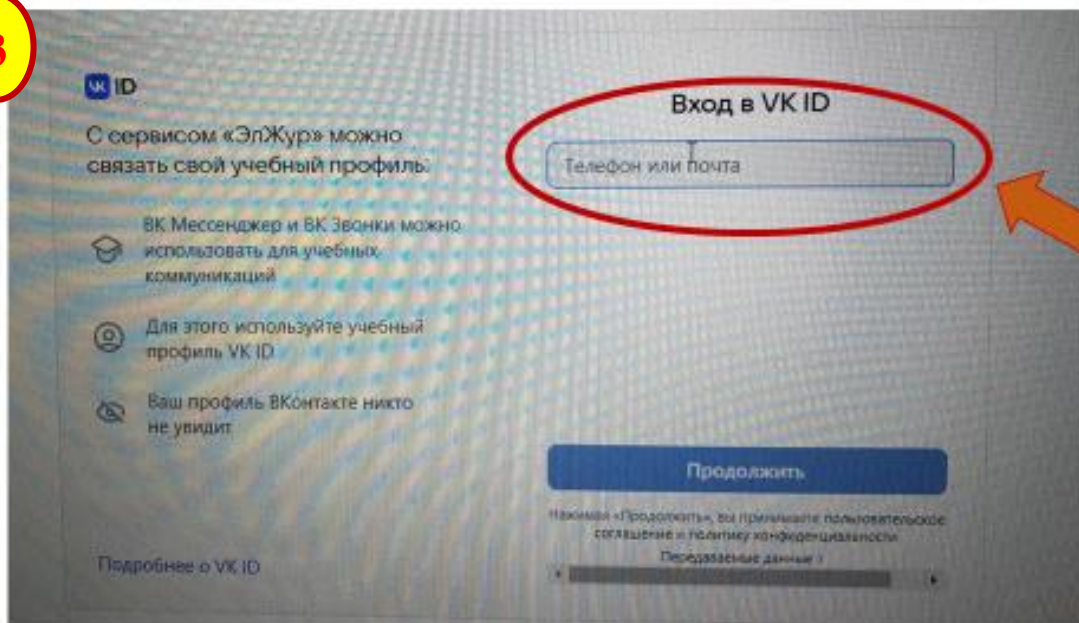 3
VK ID
С сервисом «ЭлЖур» можно
связать свой учебный профиль:
ВК Мессенджер и ВК Звонки можно
использовать для учебных
коммуникаций
Для этого используйте учебный
профиль VK ID
Ваш профиль ВКонтакте никто
не увидит
Подробнее о VK ID
Вход в VK ID
Телефон или почта
Продолжить
Нажимая «Продолжить», вы принимаете пользовательское
соглашение и политику конфиденциальности
Передаваемые данные ›